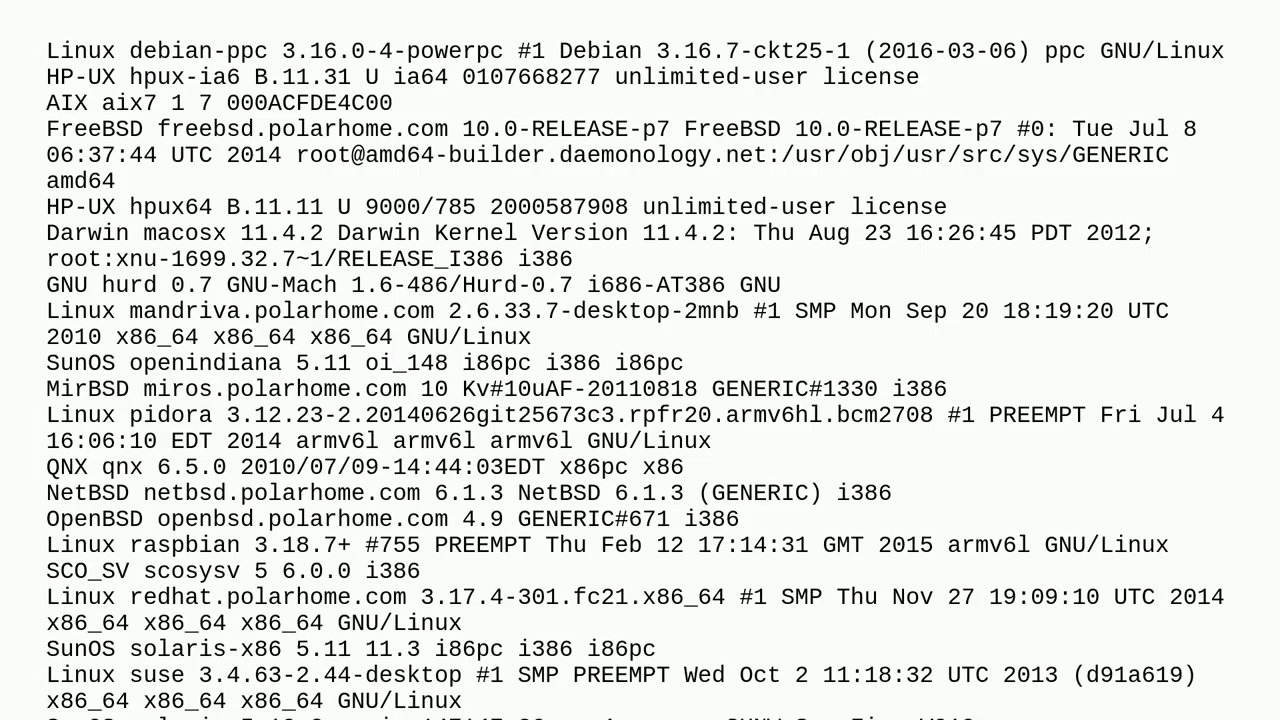 Linux debian-ppc 3.16.0-4-powerpc #1 Debian 3.16.7-ckt25-1 (2016-03-06) ppc GNU/Linux
HP-UX hpux-ia6 B.11.31 U ia64 0107668277 unlimited-user license
AIX aix7 1 7 000ACFDE4C00
FreeBSD freebsd.polarhome.com 10.0-RELEASE-p7 FreeBSD 10.0-RELEASE-p7 #0: Tue Jul 8
06:37:44 UTC 2014 root@amd64-builder.daemonology.net:/usr/obj/usr/src/sys/GENERIC
amd64
HP-UX hpux64 B.11.11 U 9000/785 2000587908 unlimited-user license
Darwin macosx 11.4.2 Darwin Kernel Version 11.4.2: Thu Aug 23 16:26:45 PDT 2012;
root:xnu-1699.32.7~1/RELEASE_I386 i386
GNU hurd 0.7 GNU-Mach 1.6-486/Hurd-0.7 i686-AT386 GNU
Linux mandriva.polarhome.com 2.6.33.7-desktop-2mnb #1 SMP Mon Sep 20 18:19:20 UTC
2010 x86_64 x86_64 x86_64 GNU/Linux
SunOS openindiana 5.11 oi_148 i86pc i386 i86pc
MirBSD miros.polarhome.com 10 Kv#10uAF-20110818 GENERIC#1330 i386
Linux pidora 3.12.23-2.20140626git25673c3.rpfr20.armv6hl.bcm2708 #1 PREEMPT Fri Jul 4
16:06:10 EDT 2014 armv6l armv6l armv6l GNU/Linux
QNX qnx 6.5.0 2010/07/09-14:44:03EDT x86pc x86
NetBSD netbsd.polarhome.com 6.1.3 NetBSD 6.1.3 (GENERIC) i386
OpenBSD openbsd.polarhome.com 4.9 GENERIC#671 i386
Linux raspbian 3.18.7+ #755 PREEMPT Thu Feb 12 17:14:31 GMT 2015 armv6l GNU/Linux
SCO_SV scosysv 5 6.0.0 i386
Linux redhat.polarhome.com 3.17.4-301.fc21.x86_64 #1 SMP Thu Nov 27 19:09:10 UTC 2014
x86_64 x86_64 x86_64 GNU/Linux
SunOS solaris-x86 5.11 11.3 i86pc i386 i86pc
Linux suse 3.4.63-2.44-desktop #1 SMP PREEMPT Wed Oct 2 11:18:32 UTC 2013 (d91a619)
x86_64 x86_64 x86_64 GNU/Linux